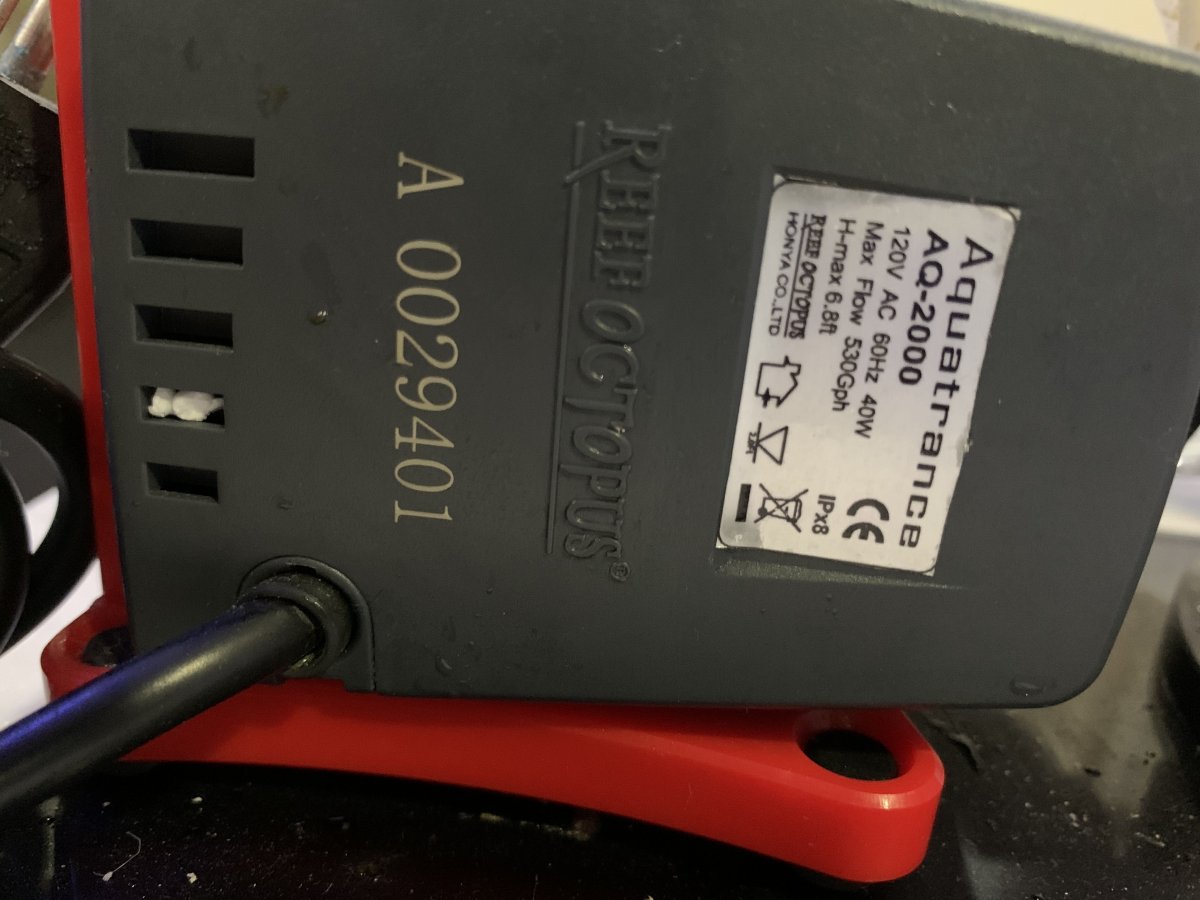 Aquatrance
AQ-2000
120V AC 60Hz 40W
Max Flow 530Gph
H-max 6.8ft
REEF OCTOPUS
HONYA CO.,LTD
CE
IPx8
REEF OCTOPUS®
A 0029401